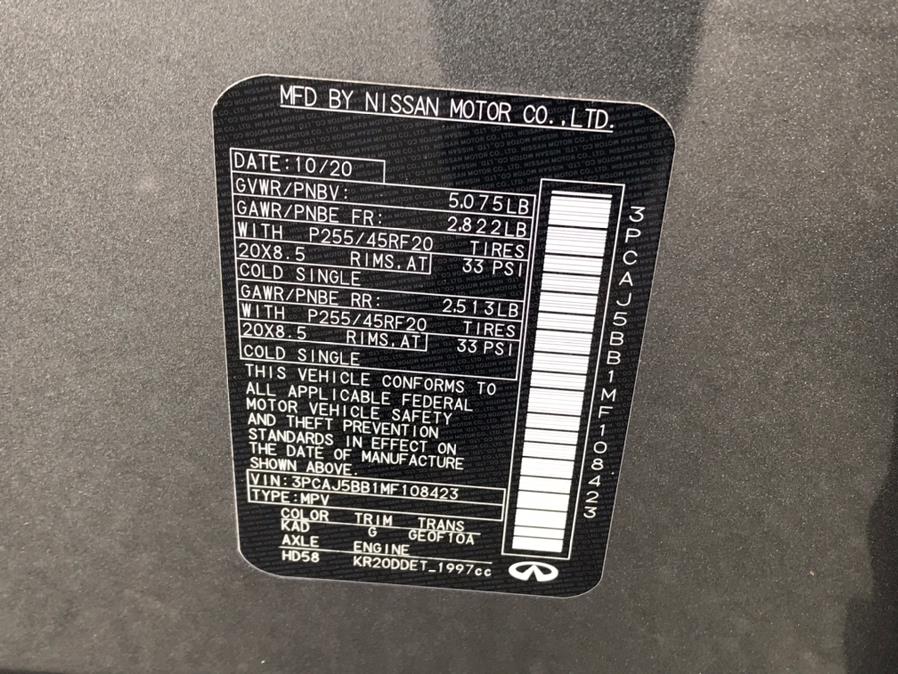 MFD BY NISSAN MOTOR CO.,LTD.
DATE:10/20
GVWR/PNBV: 5.075LB
GAWR/PNBE FR: 2.822LB
WITH P255/45RF20 TIRES
20X8.5 RIMS.AT 33 PSI
COLD SINGLE
GAWR/PNBE RR: 2.513LB
WITH P255/45RF20 TIRES
20X8.5 RIMS.AT 33 PSI
COLD SINGLE
THIS VEHICLE CONFORMS TO
ALL APPLICABLE FEDERAL
MOTOR VEHICLE SAFETY
AND THEFT PREVENTION
STANDARDS IN EFFECT ON
THE DATE OF MANUFACTURE
SHOWN ABOVE.
VIN:3PCAJ5BB1MF108423
TYPE:MPV
COLOR TRIM TRANS
KAD G GEOF10A
AXLE ENGINE
HD58 KR20DDET_1997cc
3PCAJ5BB1MF108423